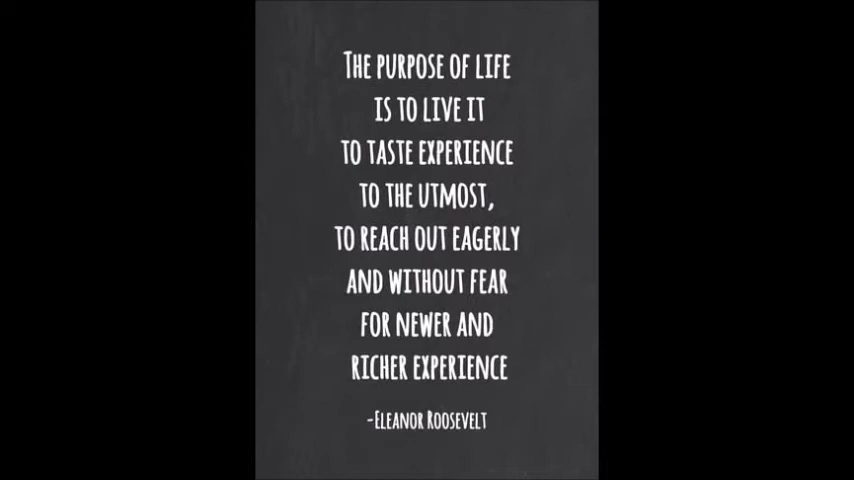 The purpose of life
is to live it
to taste experience
to the utmost,
to reach out eagerly
and without fear
for newer and
richer experience
-Eleanor Roosevelt